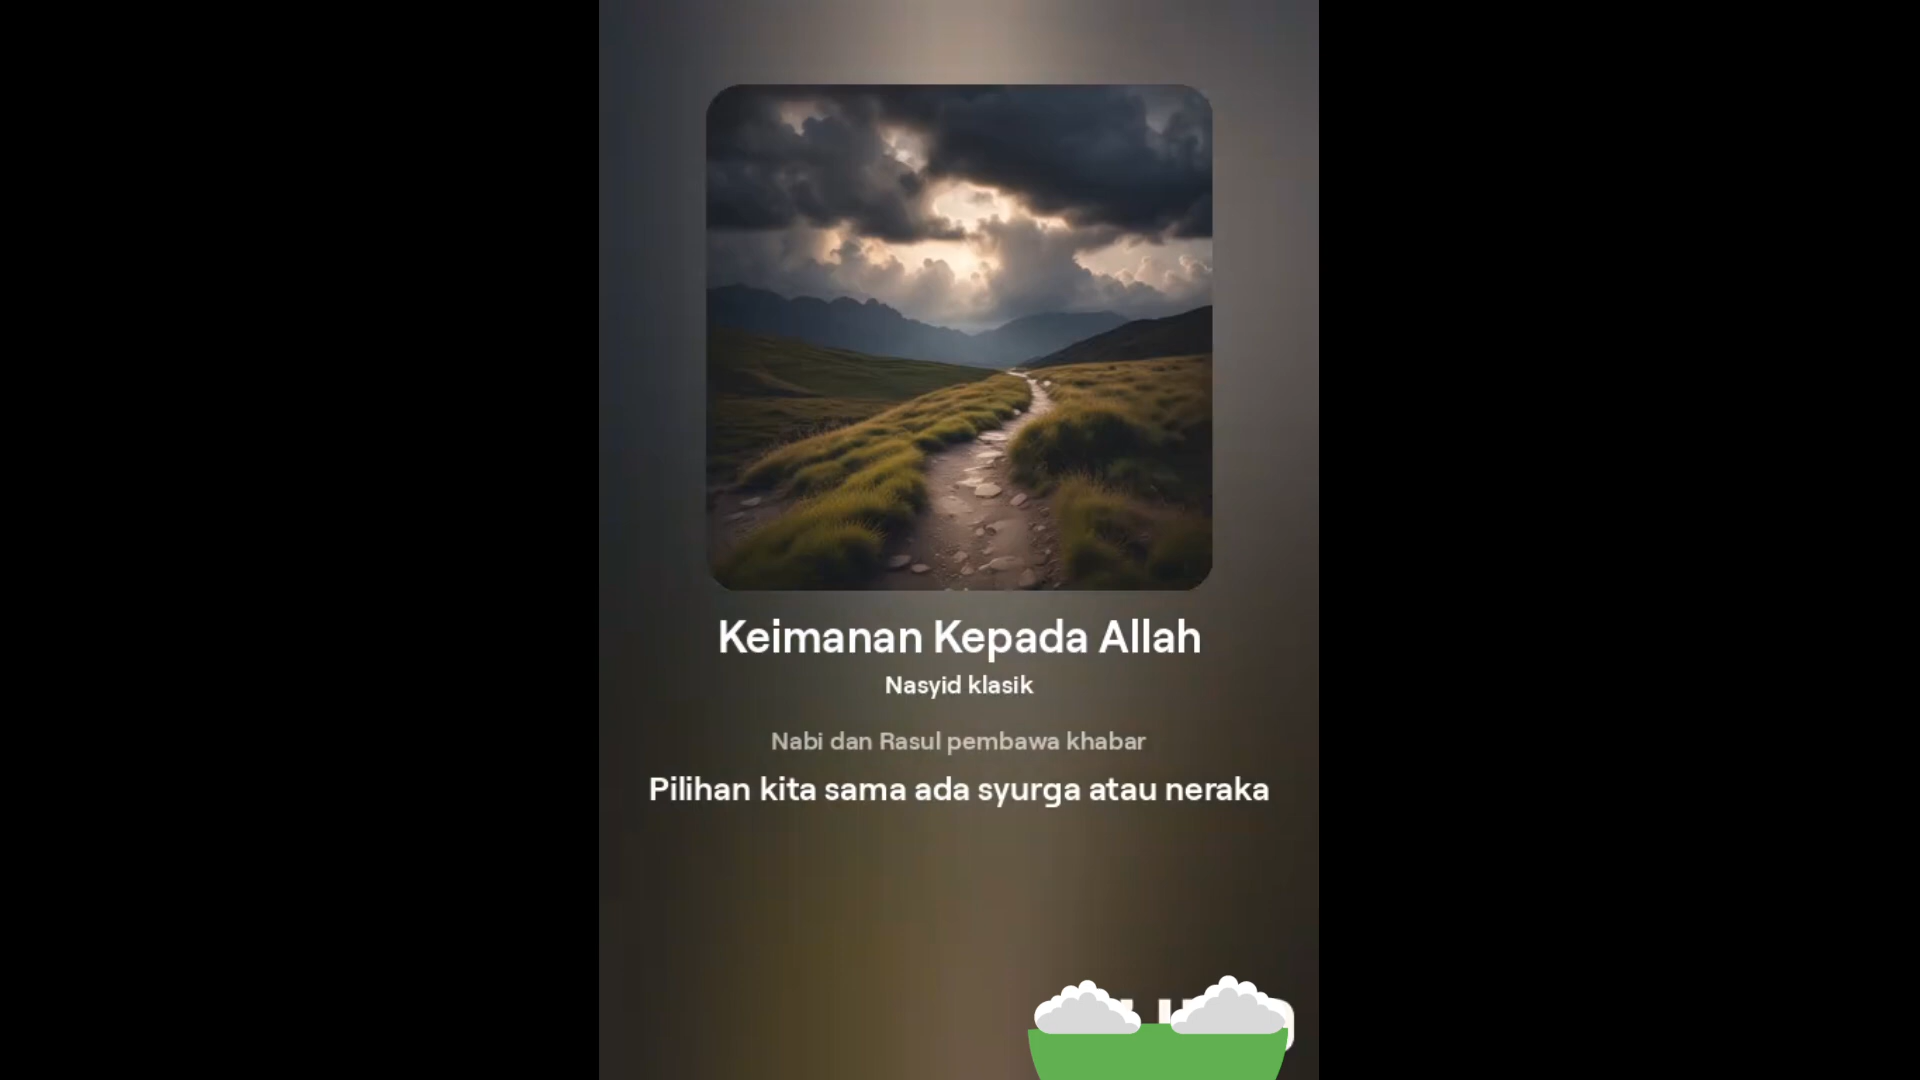 Keimanan Kepada Allah
Nasyid klasik
Nabi dan Rasul pembawa khabar
Pilihan kita sama ada syurga atau neraka